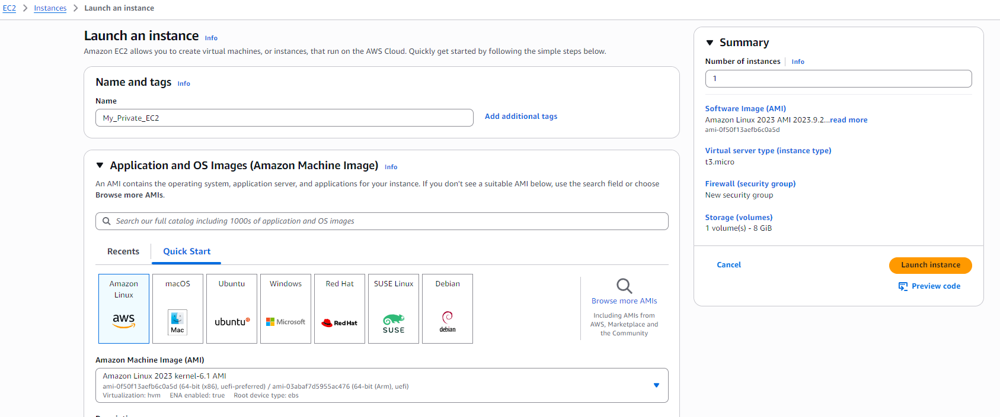 EC2 > Instances > Launch an instance
Launch an instance Info
Amazon EC2 allows you to create virtual machines, or instances, that run on the AWS Cloud. Quickly get started by following the simple steps below.
Name and tags Info
Name
My_Private_EC2
Add additional tags
Application and OS Images (Amazon Machine Image) Info
An AMI contains the operating system, application server, and applications for your instance. If you don't see a suitable AMI below, use the search field or choose
Browse more AMIs.
Search our full catalog including 1000s of application and OS images
Recents
Quick Start
Amazon
Linux
aws
macOS
Mac
Ubuntu
ubuntu
Windows
Microsoft
Red Hat
Red Hat
SUSE Linux
SUSE
Debian
debian
Browse more AMIs
Including AMIs from
AWS, Marketplace and
the Community
Amazon Machine Image (AMI)
Amazon Linux 2023 kernel-6.1 AMI
ami-0f50f13aefb6c0a5d (64-bit (x86), uefi-preferred) / ami-03abaf7d5955ac476 (64-bit (Arm), uefi)
Virtualization: hvm ENA enabled: true Root device type: ebs
Summary
Number of instances Info
1
Software Image (AMI)
Amazon Linux 2023 AMI 2023.9.2...read more
ami-0f50f13aefb6c0a5d
Virtual server type (instance type)
t3.micro
Firewall (security group)
New security group
Storage (volumes)
1 volume(s) - 8 GiB
Cancel
Launch instance
Preview code